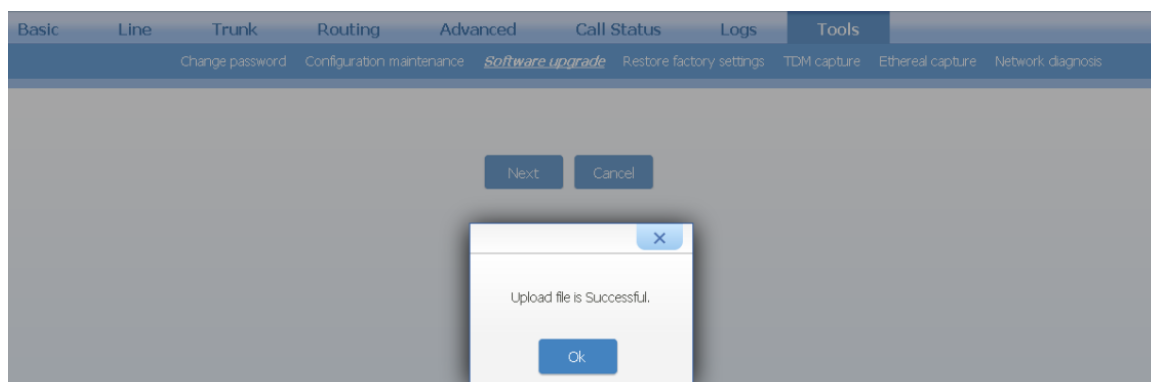 Basic Line Trunk Routing Advanced Call Status Logs Tools
Change password Configuration maintenance Software upgrade Restore factory settings TDM capture Ethereal capture Network diagnosis
Next Cancel
Upload file is Successful.
Ok